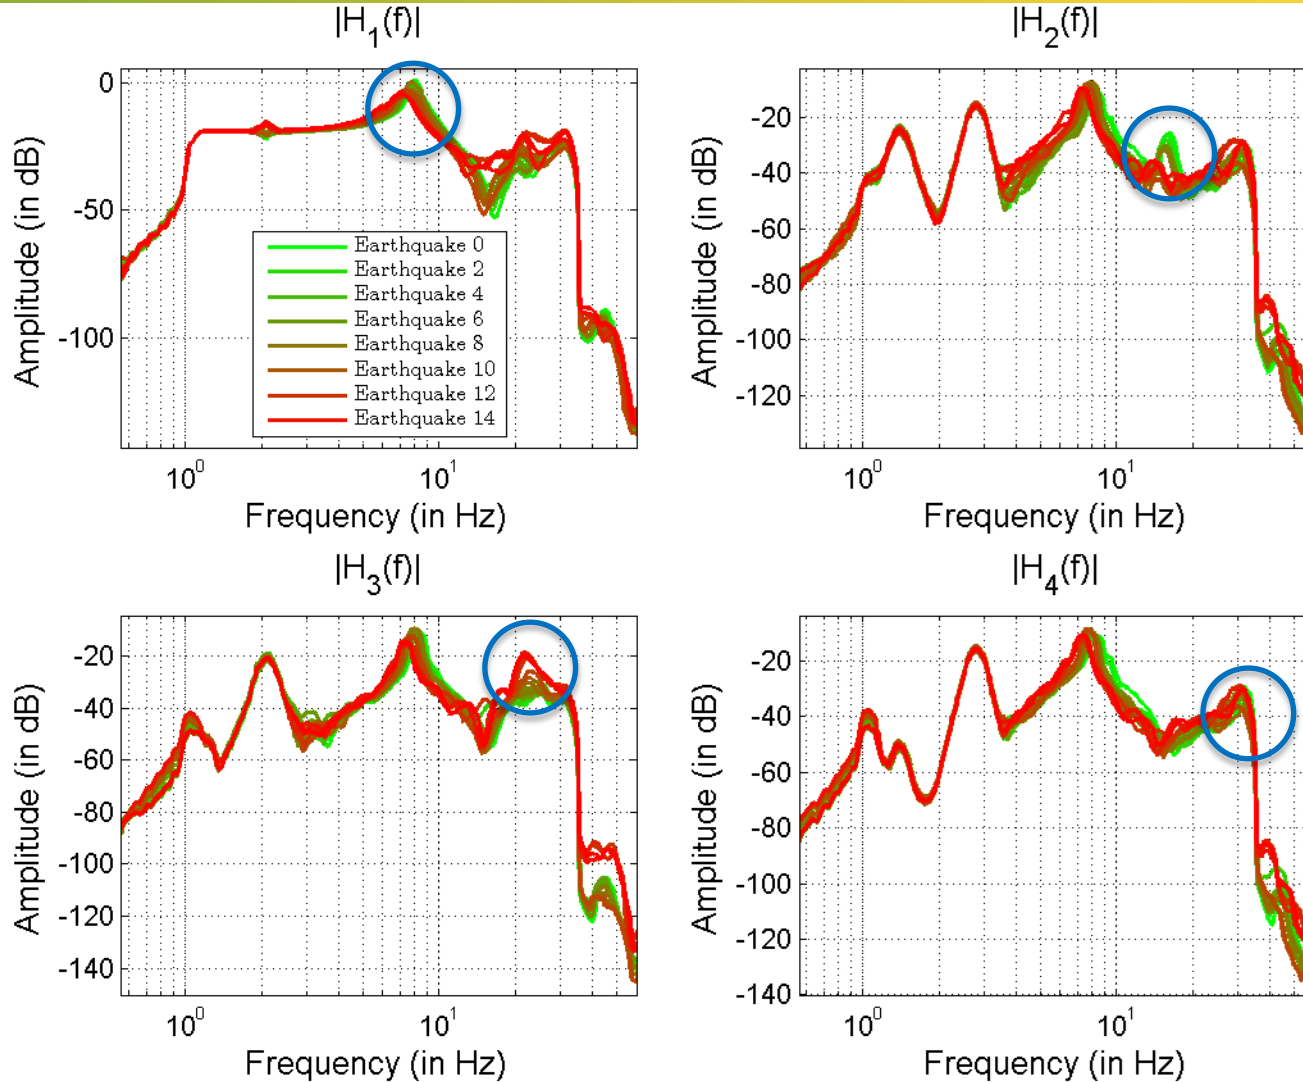 |H1(f)|
0
-50
-100
Amplitude (in dB)
Earthquake 0
Earthquake 2
Earthquake 4
Earthquake 6
Earthquake 8
Earthquake 10
Earthquake 12
Earthquake 14
10^0
10^1
Frequency (in Hz)
|H2(f)|
-20
-40
-60
-80
-100
-120
Amplitude (in dB)
10^0
10^1
Frequency (in Hz)
|H3(f)|
-20
-40
-60
-80
-100
-120
-140
Amplitude (in dB)
10^0
10^1
Frequency (in Hz)
|H4(f)|
-20
-40
-60
-80
-100
-120
-140
Amplitude (in dB)
10^0
10^1
Frequency (in Hz)